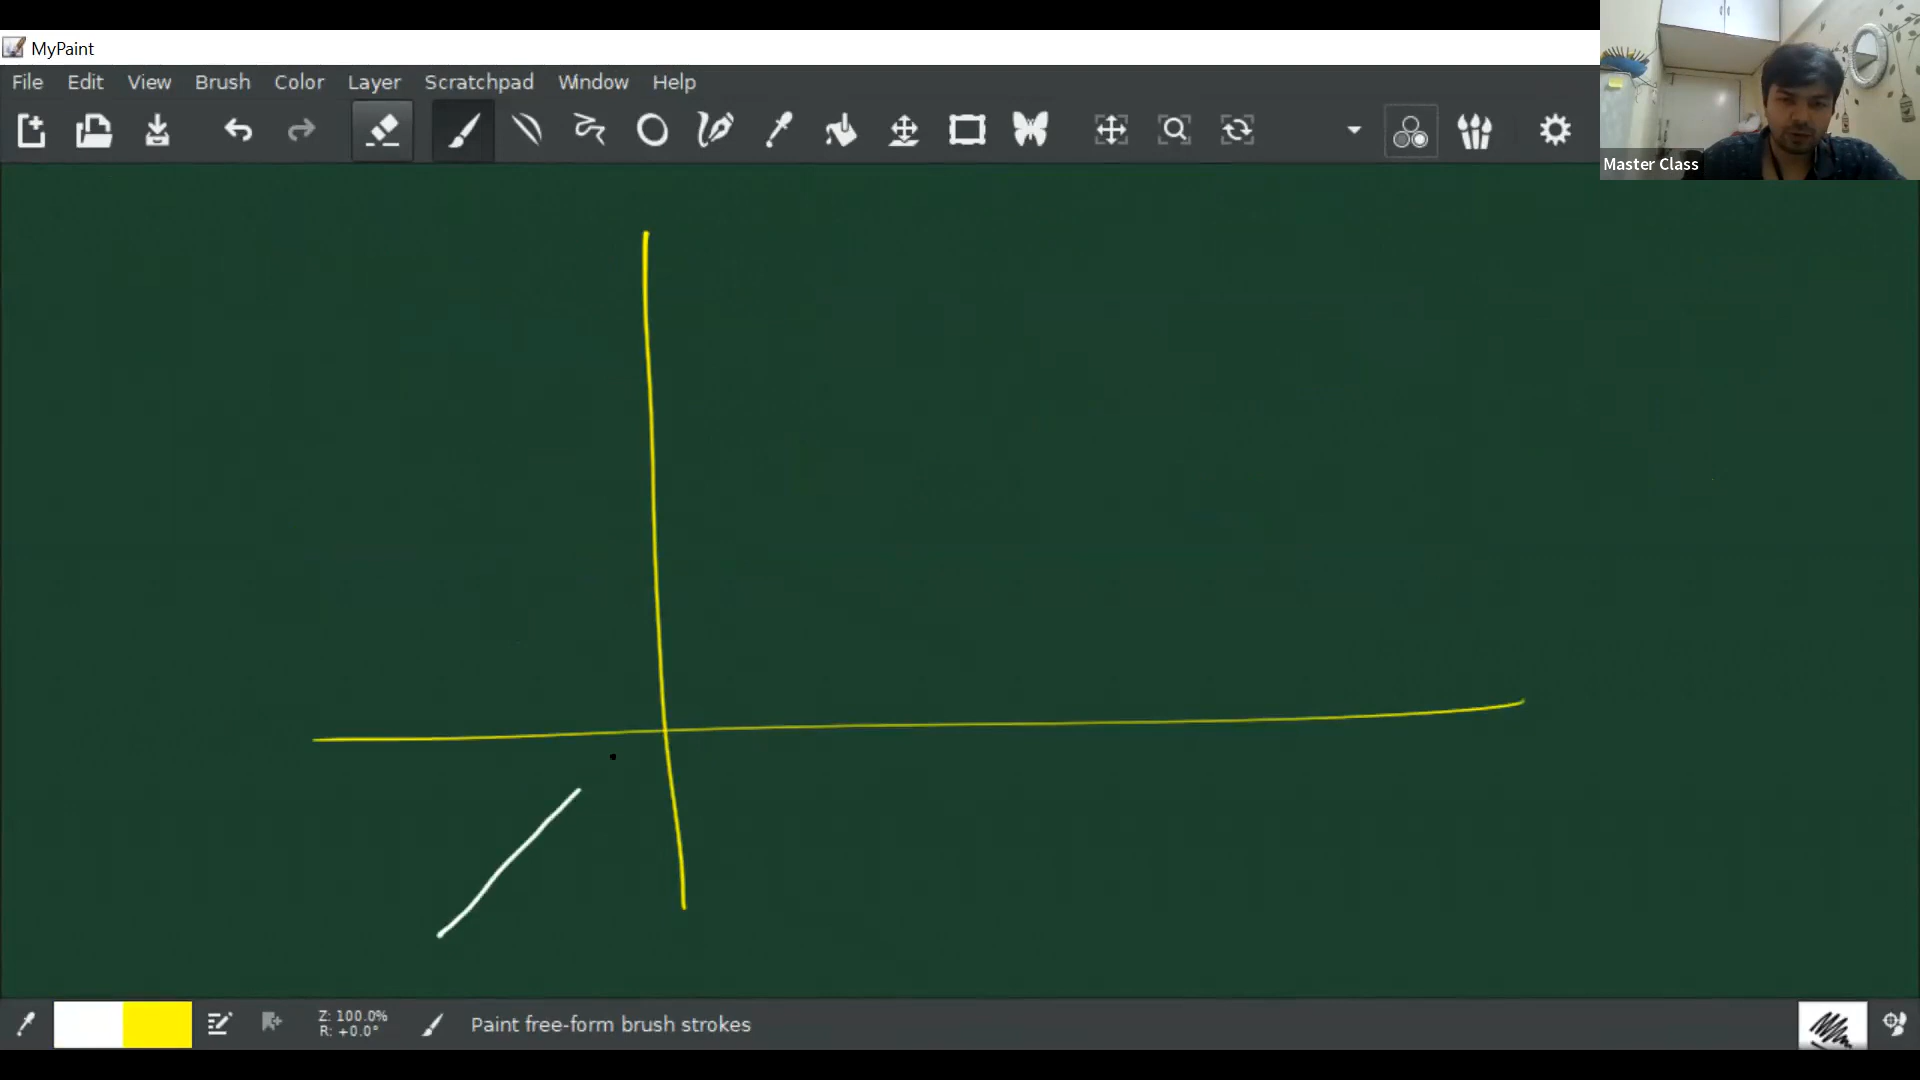 MyPaint
File Edit View Brush Color Layer Scratchpad Window Help
Master Class
Z: 100.0%
R: +0.0°
Paint free-form brush strokes